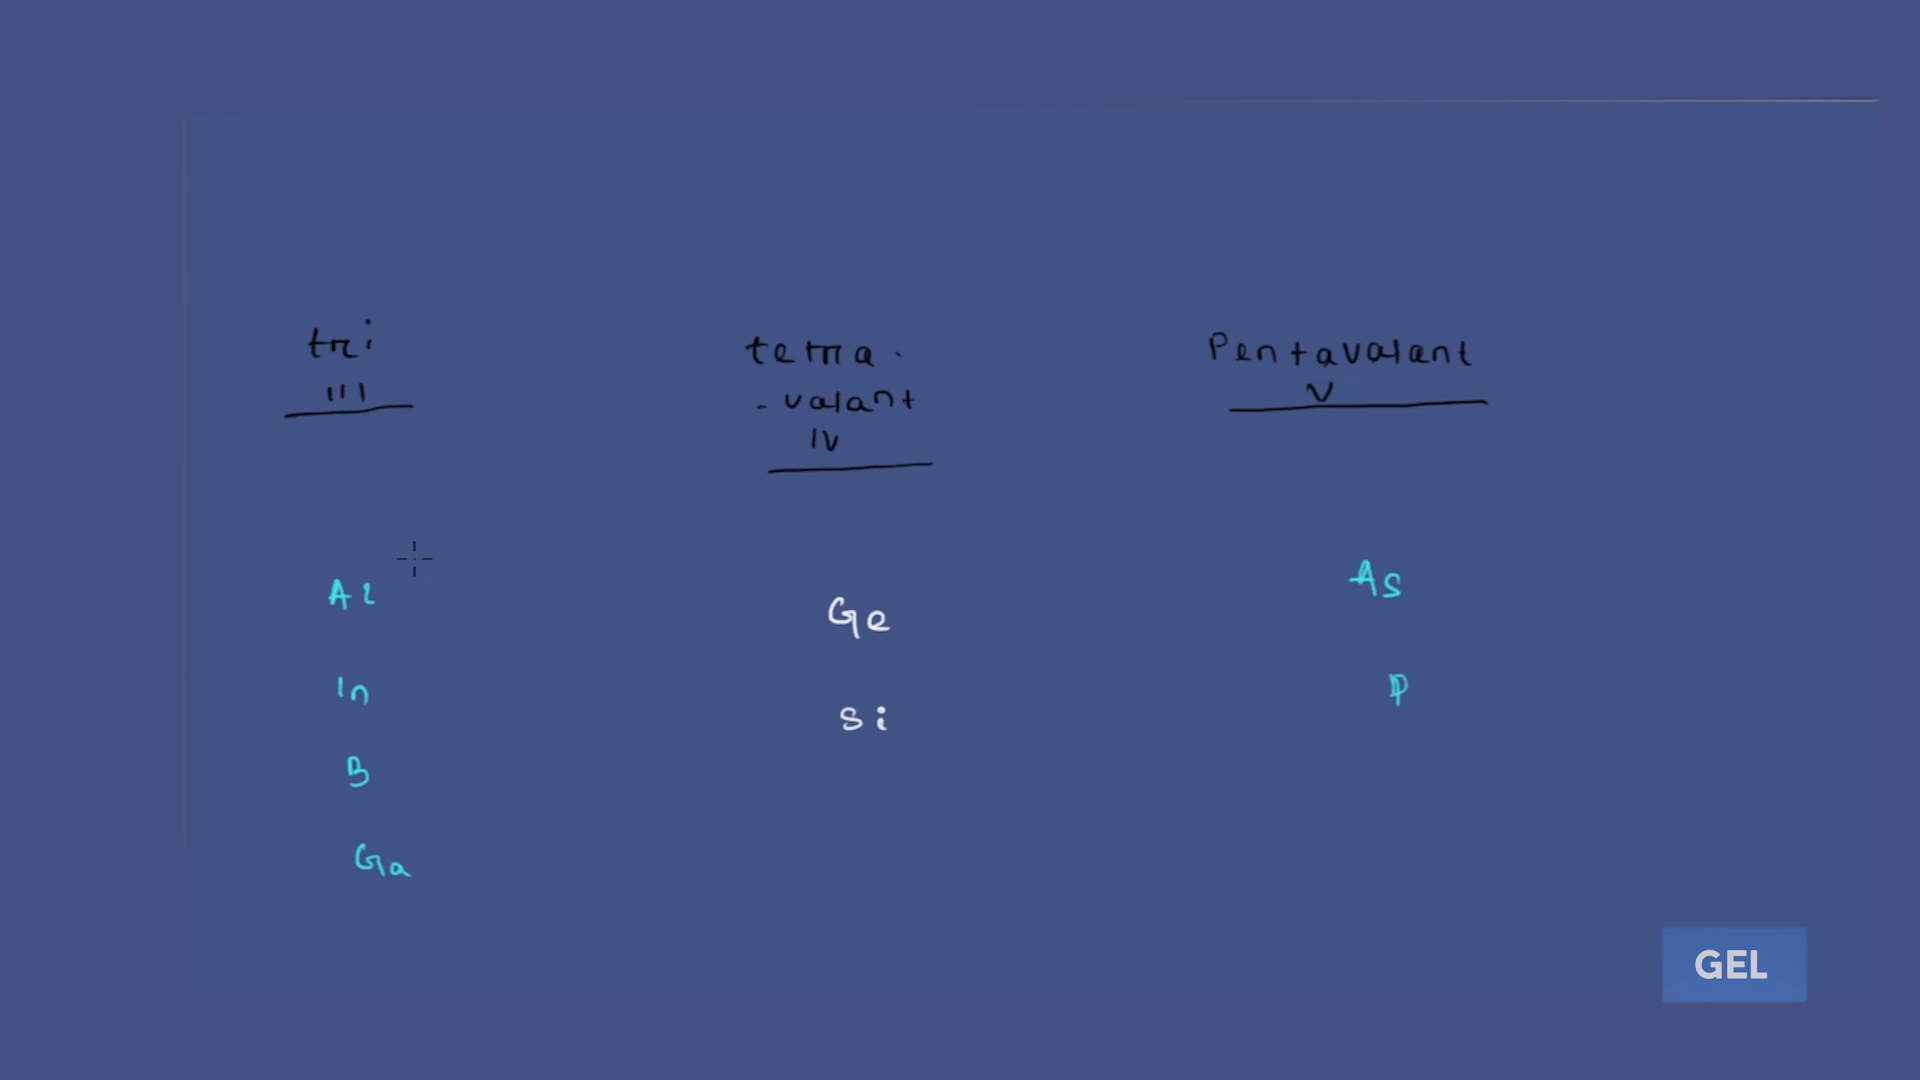 tri
III
tetra.
- valant
IV
Pentavalant
V
Al
In
B
Ga
Ge
Si
As
P
GEL